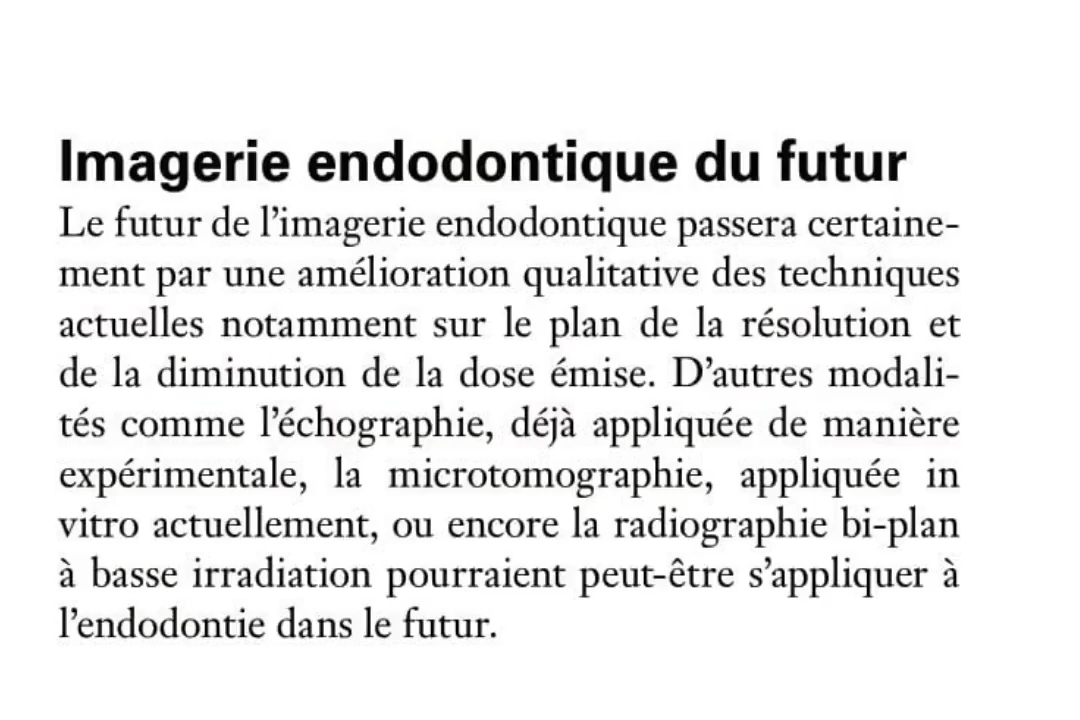 Imagerie endodontique du futur
Le futur de l'imagerie endodontique passera certaine-
ment par une amélioration qualitative des techniques
actuelles notamment sur le plan de la résolution et
de la diminution de la dose émise. D'autres modali-
tés comme l'échographie, déjà appliquée de manière
expérimentale, la microtomographie, appliquée in
vitro actuellement, ou encore la radiographie bi-plan
à basse irradiation pourraient peut-être s'appliquer à
l'endodontie dans le futur.